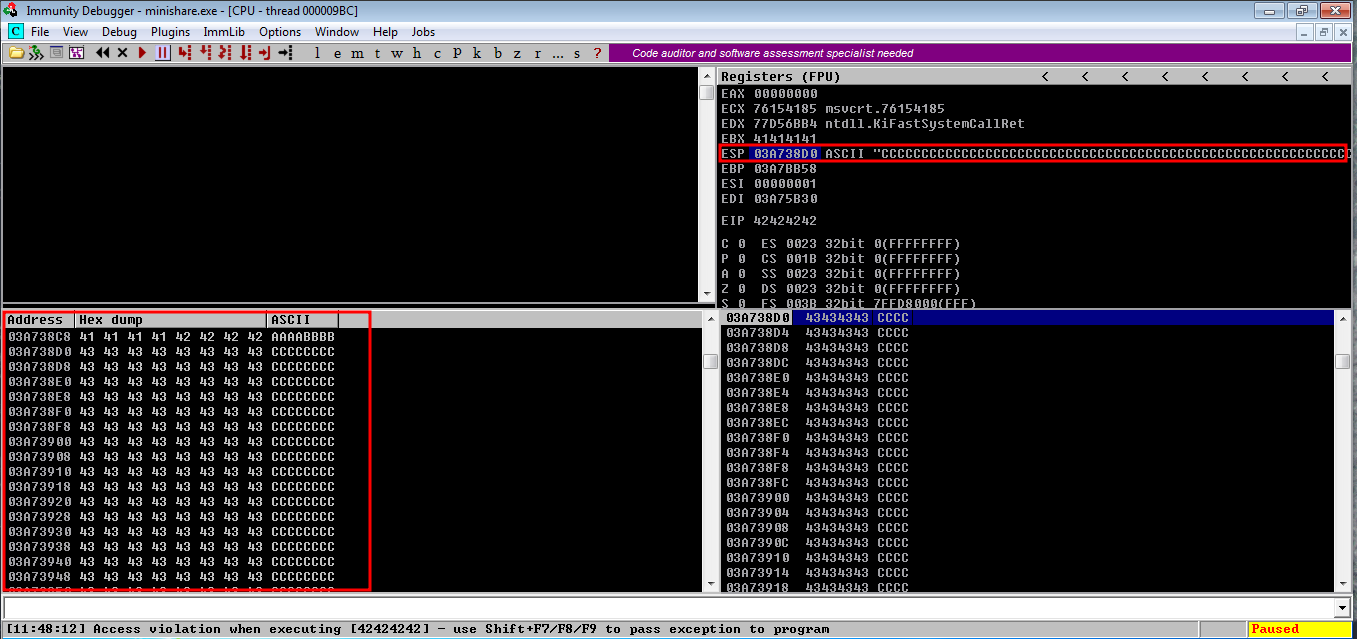 Immunity Debugger - minishare.exe - [CPU - thread 000009BC]
C File View Debug Plugins ImmLib Options Window Help Jobs
l e m t w h c P k b z r ... s ? Code auditor and software assessment specialist needed
Registers (FPU) < < < < < < < <
EAX 00000000
ECX 76154185 msvcrt.76154185
EDX 77D56BB4 ntdll.KiFastSystemCallRet
EBX 41414141
ESP 03A738D0 ASCII "CCCCCCCCCCCCCCCCCCCCCCCCCCCCCCCCCCCCCCCCCCCCCCCCCCCCCCCCCCC
EBP 03A7BB58
ESI 00000001
EDI 03A75B30
EIP 42424242
C 0 ES 0023 32bit 0(FFFFFFFF)
P 0 CS 001B 32bit 0(FFFFFFFF)
A 0 SS 0023 32bit 0(FFFFFFFF)
Z 0 DS 0023 32bit 0(FFFFFFFF)
S 0 FS 003B 32bit 7FFD8000(FFF)
Address Hex dump ASCII
03A738C8 41 41 41 41 42 42 42 42 AAAABBBB
03A738D0 43 43 43 43 43 43 43 43 CCCCCCCC
03A738D8 43 43 43 43 43 43 43 43 CCCCCCCC
03A738E0 43 43 43 43 43 43 43 43 CCCCCCCC
03A738E8 43 43 43 43 43 43 43 43 CCCCCCCC
03A738F0 43 43 43 43 43 43 43 43 CCCCCCCC
03A738F8 43 43 43 43 43 43 43 43 CCCCCCCC
03A73900 43 43 43 43 43 43 43 43 CCCCCCCC
03A73908 43 43 43 43 43 43 43 43 CCCCCCCC
03A73910 43 43 43 43 43 43 43 43 CCCCCCCC
03A73918 43 43 43 43 43 43 43 43 CCCCCCCC
03A73920 43 43 43 43 43 43 43 43 CCCCCCCC
03A73928 43 43 43 43 43 43 43 43 CCCCCCCC
03A73930 43 43 43 43 43 43 43 43 CCCCCCCC
03A73938 43 43 43 43 43 43 43 43 CCCCCCCC
03A73940 43 43 43 43 43 43 43 43 CCCCCCCC
03A73948 43 43 43 43 43 43 43 43 CCCCCCCC
03A738D0 43434343 CCCC
03A738D4 43434343 CCCC
03A738D8 43434343 CCCC
03A738DC 43434343 CCCC
03A738E0 43434343 CCCC
03A738E4 43434343 CCCC
03A738E8 43434343 CCCC
03A738EC 43434343 CCCC
03A738F0 43434343 CCCC
03A738F4 43434343 CCCC
03A738F8 43434343 CCCC
03A738FC 43434343 CCCC
03A73900 43434343 CCCC
03A73904 43434343 CCCC
03A73908 43434343 CCCC
03A7390C 43434343 CCCC
03A73910 43434343 CCCC
03A73914 43434343 CCCC
03A73918 43434343 CCCC
[11:48:12] Access violation when executing [42424242] - use Shift+F7/F8/F9 to pass exception to program
Paused